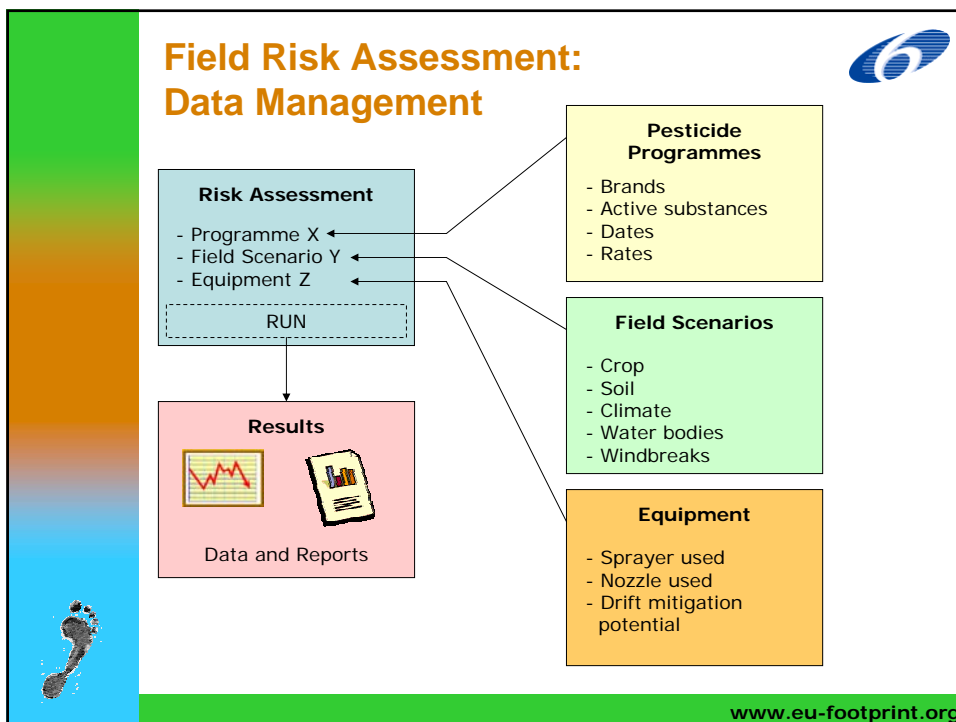 Field Risk Assessment:
Data Management
6
Risk Assessment
- Programme X
- Field Scenario Y
- Equipment Z
RUN
Results
Data and Reports
Pesticide
Programmes
- Brands
- Active substances
- Dates
- Rates
Field Scenarios
- Crop
- Soil
- Climate
- Water bodies
- Windbreaks
Equipment
- Sprayer used
- Nozzle used
- Drift mitigation
potential
www.eu-footprint.org